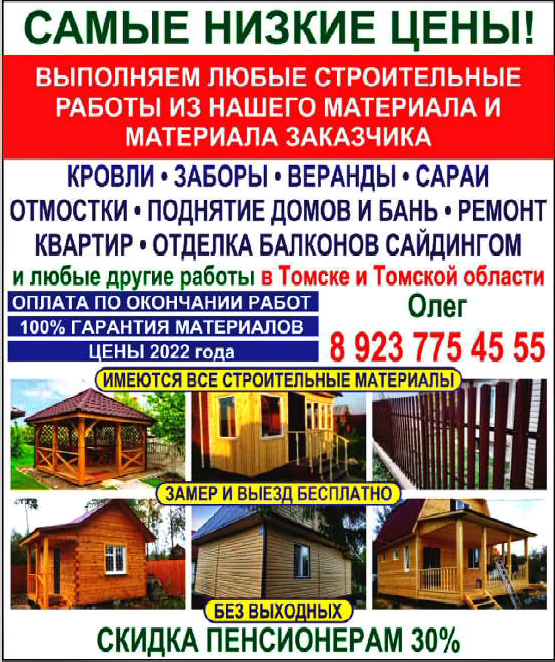 САМЫЕ НИЗКИЕ ЦЕНЫ!
ВЫПОЛНЯЕМ ЛЮБЫЕ СТРОИТЕЛЬНЫЕ
РАБОТЫ ИЗ НАШЕГО МАТЕРИАЛА И
МАТЕРИАЛА ЗАКАЗЧИКА
КРОВЛИ • ЗАБОРЫ • ВЕРАНДЫ • САРАИ
ОТМОСТКИ • ПОДНЯТИЕ ДОМОВ И БАНЬ • РЕМОНТ
КВАРТИР • ОТДЕЛКА БАЛКОНОВ САЙДИНГОМ
и любые другие работы в Томске и Томской области
ОПЛАТА ПО ОКОНЧАНИИ РАБОТ
100% ГАРАНТИЯ МАТЕРИАЛОВ
ЦЕНЫ 2022 года
Олег
8 923 775 45 55
ИМЕЮТСЯ ВСЕ СТРОИТЕЛЬНЫЕ МАТЕРИАЛЫ
ЗАМЕР И ВЫЕЗД БЕСПЛАТНО
БЕЗ ВЫХОДНЫХ
СКИДКА ПЕНСИОНЕРАМ 30%